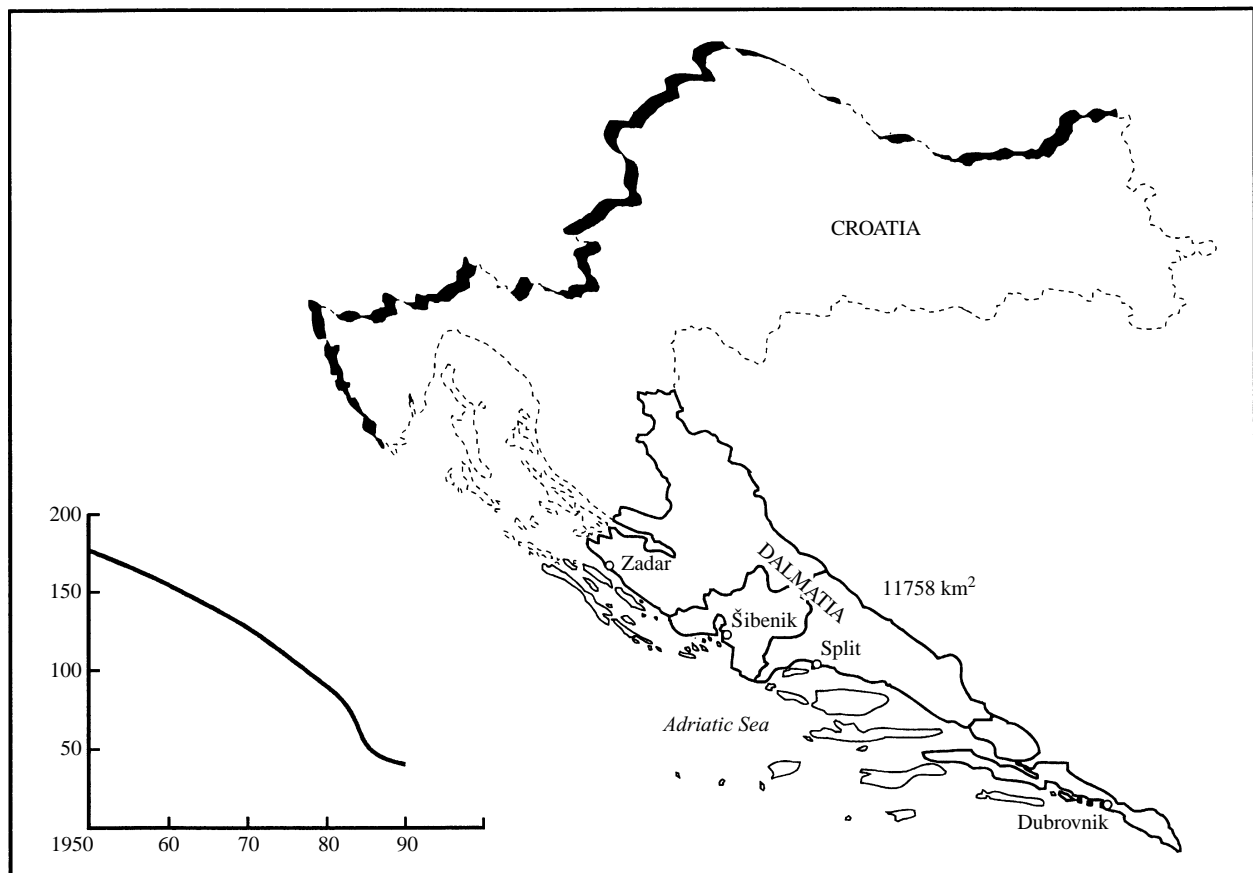 CROATIA
200
150
100
50
1950 60 70 80 90
Zadar
DALMATIA
11758 km²
Šibenik
Split
Adriatic Sea
Dubrovnik